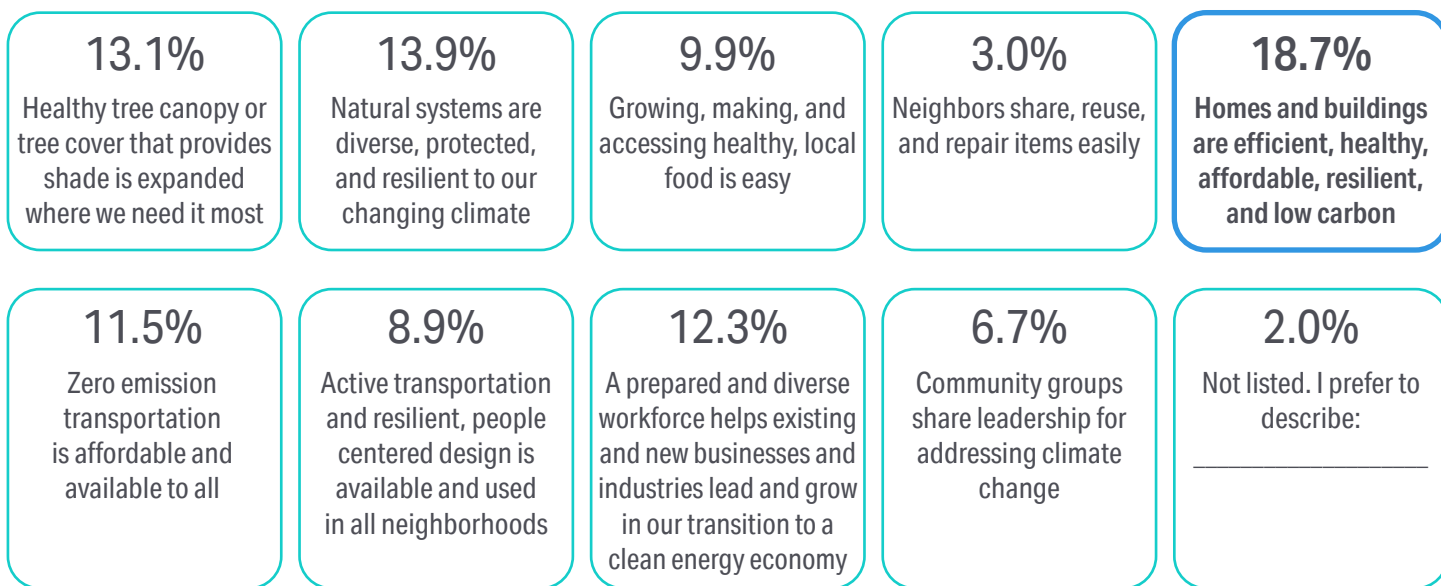 13.1%
Healthy tree canopy or
tree cover that provides
shade is expanded
where we need it most
13.9%
Natural systems are
diverse, protected,
and resilient to our
changing climate
9.9%
Growing, making, and
accessing healthy, local
food is easy
3.0%
Neighbors share, reuse,
and repair items easily
18.7%
Homes and buildings
are efficient, healthy,
affordable, resilient,
and low carbon
11.5%
Zero emission
transportation
is affordable and
available to all
8.9%
Active transportation
and resilient, people
centered design is
available and used
in all neighborhoods
12.3%
A prepared and diverse
workforce helps existing
and new businesses and
industries lead and grow
in our transition to a
clean energy economy
6.7%
Community groups
share leadership for
addressing climate
change
2.0%
Not listed. I prefer to
describe:
____________________